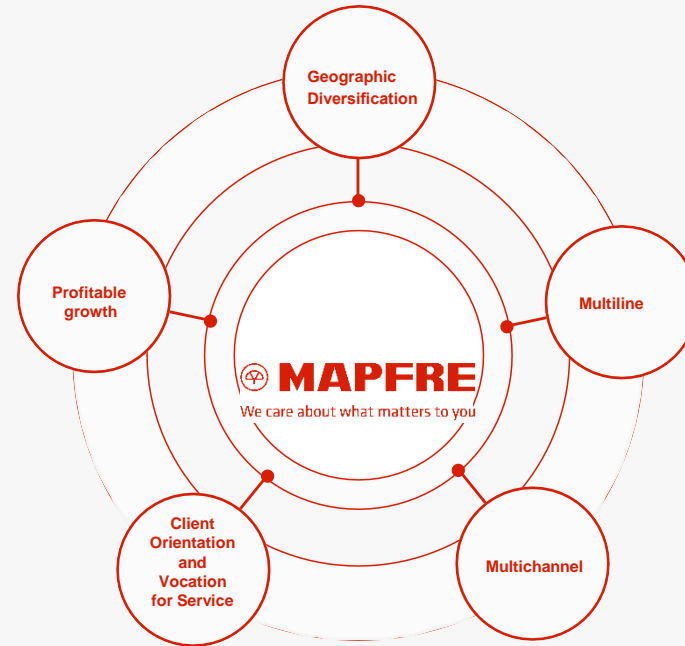 Geographic
Diversification
Profitable
growth
Multiline
MAPFRE
We care about what matters to you
Client
Orientation
and
Vocation
for Service
Multichannel